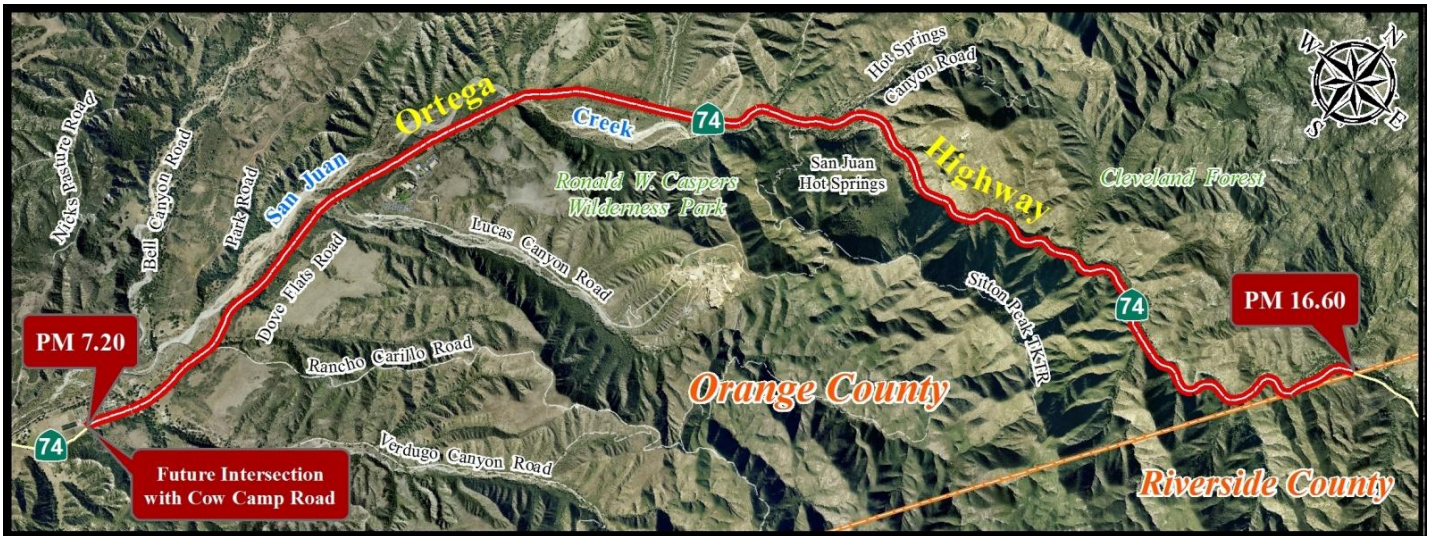 Nicks Pasture Road
Bell Canyon Road
Park Road
San Juan
Ortega
Creek
74
Hot Springs
Canyon Road
N
W
E
S
San Juan
Hot Springs
Highway
Cleveland Forest
Ronald W. Caspers
Wilderness Park
Lucas Canyon Road
Dove Flats Road
Sitton Peak TKTR
74
PM 16.60
PM 7.20
Rancho Carillo Road
Orange County
74
Verdugo Canyon Road
Future Intersection
with Cow Camp Road
Riverside County